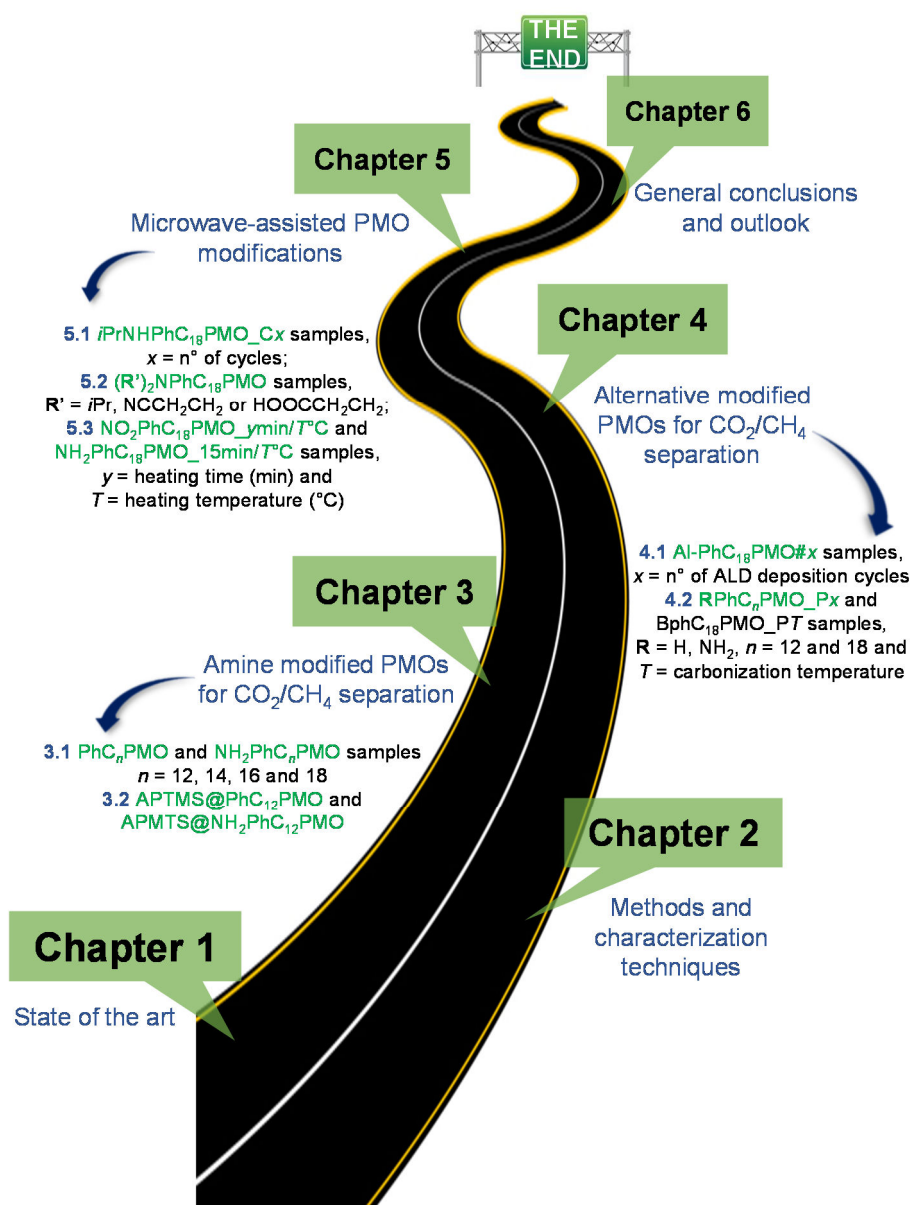 THE
END
Chapter 6
General conclusions
and outlook
Chapter 5
Microwave-assisted PMO
modifications
5.1 iPrNHPhC₁₈PMO_Cx samples,
x = n° of cycles;
5.2 (R')₂NPhC₁₈PMO samples,
R' = iPr, NCCH₂CH₂ or HOOCCH₂CH₂;
5.3 NO₂PhC₁₈PMO_ymin/T°C and
NH₂PhC₁₈PMO_15min/T°C samples,
y = heating time (min) and
T = heating temperature (°C)
Chapter 4
Alternative modified
PMOs for CO₂/CH₄
separation
4.1 Al-PhC₁₈PMO#x samples,
x = n° of ALD deposition cycles
4.2 RPhCₙPMO_Px and
BphC₁₈PMO_PT samples,
R = H, NH₂, n = 12 and 18 and
T = carbonization temperature
Chapter 3
Amine modified PMOs
for CO₂/CH₄ separation
3.1 PhCₙPMO and NH₂PhCₙPMO samples
n = 12, 14, 16 and 18
3.2 APTMS@PhC₁₂PMO and
APMTS@NH₂PhC₁₂PMO
Chapter 2
Methods and
characterization
techniques
Chapter 1
State of the art